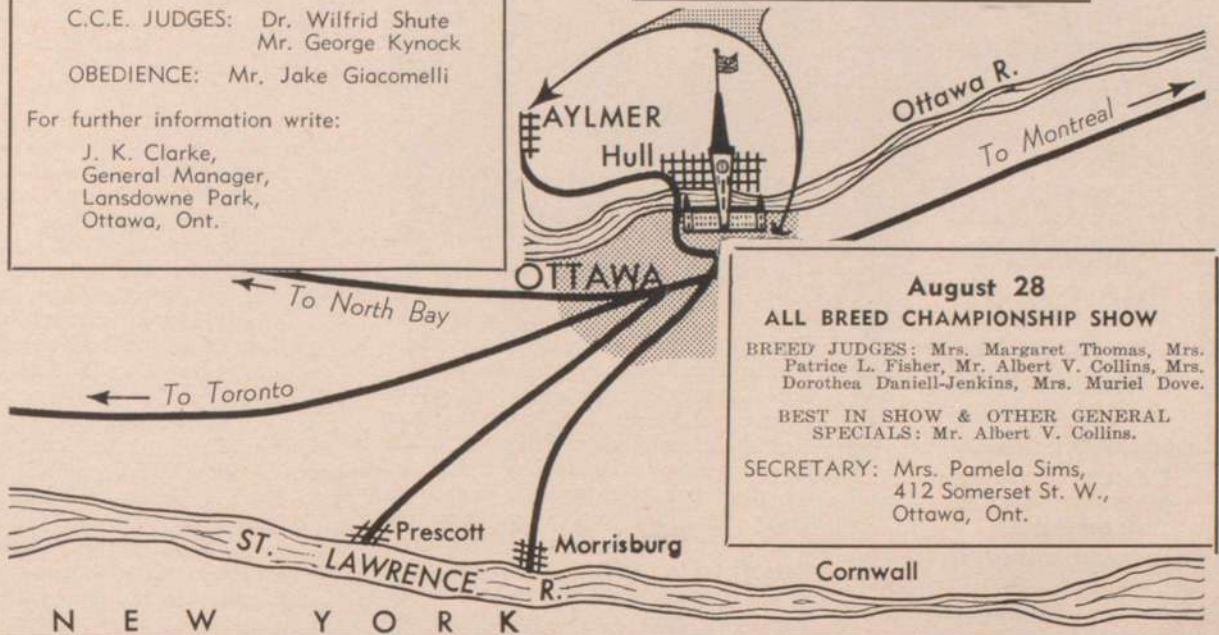 C.C.E. JUDGES: Dr. Wilfrid Shute
Mr. George Kynock
OBEDIENCE: Mr. Jake Giacomelli
For further information write:
J. K. Clarke,
General Manager,
Lansdowne Park,
Ottawa, Ont.
AYLMER
Hull
Ottawa R.
To Montreal
OTTAWA
To North Bay
To Toronto
August 28
ALL BREED CHAMPIONSHIP SHOW
BREED JUDGES: Mrs. Margaret Thomas, Mrs.
Patrice L. Fisher, Mr. Albert V. Collins, Mrs.
Dorothea Daniell-Jenkins, Mrs. Muriel Dove.
BEST IN SHOW & OTHER GENERAL
SPECIALS: Mr. Albert V. Collins.
SECRETARY: Mrs. Pamela Sims,
412 Somerset St. W.,
Ottawa, Ont.
Prescott
Morrisburg
Cornwall
ST. LAWRENCE R.
NEW YORK